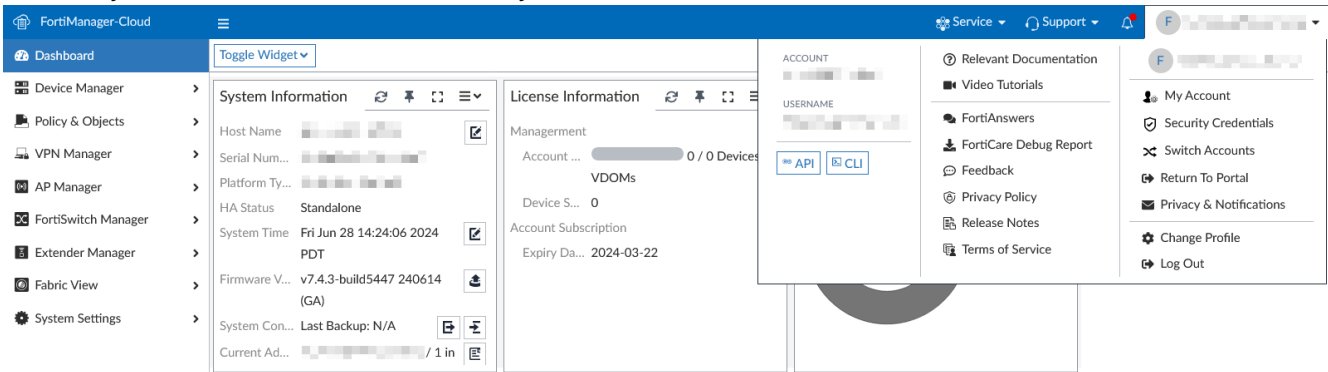 FortiManager-Cloud
Service
Support
F
Dashboard
Device Manager
Policy & Objects
VPN Manager
AP Manager
FortiSwitch Manager
Extender Manager
Fabric View
System Settings
Toggle Widget
System Information
Host Name
Serial Num...
Platform Ty...
HA Status Standalone
System Time Fri Jun 28 14:24:06 2024
PDT
Firmware V... v7.4.3-build5447 240614
(GA)
System Con... Last Backup: N/A
Current Ad... / 1 in
License Information
Managerment
Account ... 0 / 0 Devices
VDOMs
Device S... 0
Account Subscription
Expiry Da... 2024-03-22
ACCOUNT
USERNAME
API CLI
Relevant Documentation
Video Tutorials
FortiAnswers
FortiCare Debug Report
Feedback
Privacy Policy
Release Notes
Terms of Service
F
My Account
Security Credentials
Switch Accounts
Return To Portal
Privacy & Notifications
Change Profile
Log Out